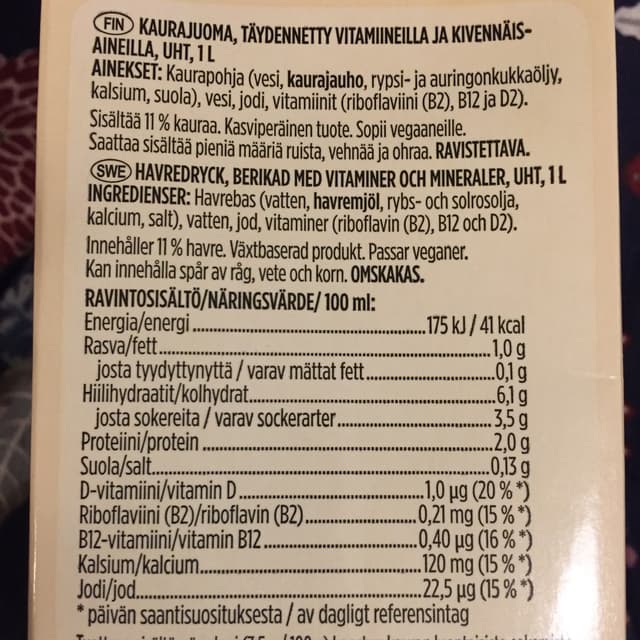 FIN KAURAJUOMA, TÄYDENNETTY VITAMIINEILLA JA KIVENNÄIS-
AINEILLA, UHT, 1 L
AINEKSET: Kaurapohja (vesi, kaurajauho, rypsi- ja auringonkukkaöljy,
kalsium, suola), vesi, jodi, vitamiinit (riboflaviini (B2), B12 ja D2).
Sisältää 11 % kauraa. Kasviperäinen tuote. Sopii vegaaneille.
Saattaa sisältää pieniä määriä ruista, vehnää ja ohraa. RAVISTETTAVA.
SWE HAVREDRYCK, BERIKAD MED VITAMINER OCH MINERALER, UHT, 1 L
INGREDIENSER: Havrebas (vatten, havremjöl, rybs- och solrosolja,
kalcium, salt), vatten, jod, vitaminer (riboflavin (B2), B12 och D2).
Innehåller 11 % havre. Växtbaserad produkt. Passar veganer.
Kan innehålla spår av råg, vete och korn. OMSKAKAS.
RAVINTOSISÄLTÖ/NÄRINGSVÄRDE/ 100 ml:
Energia/energi ..... 175 kJ / 41 kcal
Rasva/fett ..... 1,0 g
josta tyydyttynyttä / varav mättat fett ..... 0,1 g
Hiilihydraatit/kolhydrat ..... 6,1 g
josta sokereita / varav sockerarter ..... 3,5 g
Proteiini/protein ..... 2,0 g
Suola/salt ..... 0,13 g
D-vitamiini/vitamin D ..... 1,0 µg (20 % *)
Riboflaviini (B2)/riboflavin (B2) ..... 0,21 mg (15 % *)
B12-vitamiini/vitamin B12 ..... 0,40 µg (16 % *)
Kalsium/kalcium ..... 120 mg (15 % *)
Jodi/jod ..... 22,5 µg (15 % *)
* päivän saantisuosituksesta / av dagligt referensintag